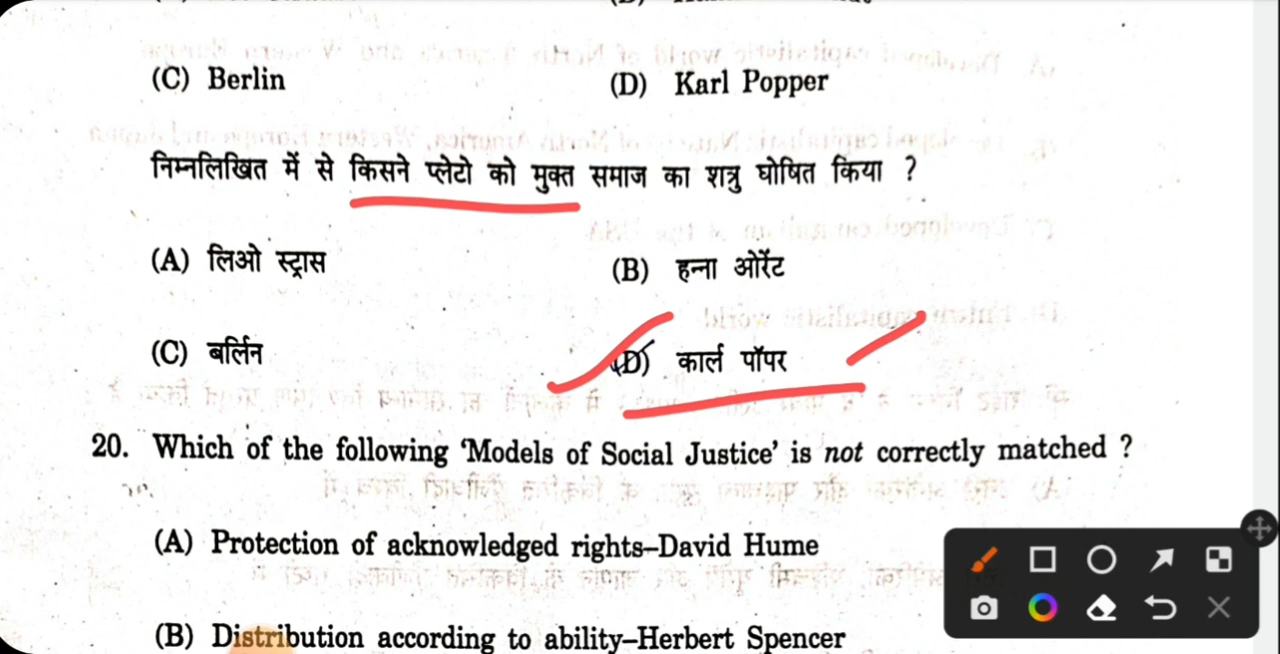 (C) Berlin (D) Karl Popper
निम्नलिखित में से किसने प्लेटो को मुक्त समाज का शत्रु घोषित किया ?
(A) लिओ स्ट्रास (B) हन्ना ओरेंट
(C) बर्लिन (D) कार्ल पॉपर
20. Which of the following ‘Models of Social Justice’ is not correctly matched ?
(A) Protection of acknowledged rights–David Hume
(B) Distribution according to ability–Herbert Spencer